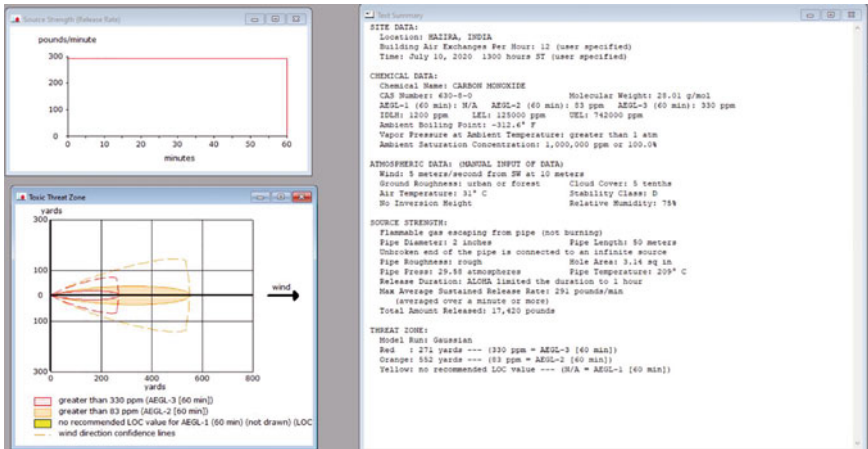 Source Strength (Release Rate)
pounds/minute
300
200
100
0
0
10
20
30
40
50
60
minutes
Toxic Threat Zone
yards
300
100
0
100
300
0
200
400
600
800
yards
wind
greater than 330 ppm (AEGL-3 [60 min])
greater than 83 ppm (AEGL-2 [60 min])
no recommended LOC value for AEGL-1 (60 min) (not drawn) (LOC
wind direction confidence lines
Text Summary
SITE DATA:
Location: HAZIRA, INDIA
Building Air Exchanges Per Hour: 12 (user specified)
Time: July 10, 2020 1300 hours ST (user specified)
CHEMICAL DATA:
Chemical Name: CARBON MONOXIDE
CAS Number: 630-8-0 Molecular Weight: 28.01 g/mol
AEGL-1 (60 min): N/A AEGL-2 (60 min): 83 ppm AEGL-3 (60 min): 330 ppm
IDLH: 1200 ppm LEL: 125000 ppm UEL: 742000 ppm
Ambient Boiling Point: -312.6° F
Vapor Pressure at Ambient Temperature: greater than 1 atm
Ambient Saturation Concentration: 1,000,000 ppm or 100.0%
ATMOSPHERIC DATA: (MANUAL INPUT OF DATA)
Wind: 5 meters/second from SW at 10 meters
Ground Roughness: urban or forest Cloud Cover: 5 tenths
Air Temperature: 31° C Stability Class: D
No Inversion Height Relative Humidity: 75%
SOURCE STRENGTH:
Flammable gas escaping from pipe (not burning)
Pipe Diameter: 2 inches Pipe Length: 50 meters
Unbroken end of the pipe is connected to an infinite source
Pipe Roughness: rough Hole Area: 3.14 sq in
Pipe Press: 29.58 atmospheres Pipe Temperature: 209° C
Release Duration: ALOHA limited the duration to 1 hour
Max Average Sustained Release Rate: 291 pounds/min
(averaged over a minute or more)
Total Amount Released: 17,420 pounds
THREAT ZONE:
Model Run: Gaussian
Red : 271 yards --- (330 ppm = AEGL-3 [60 min])
Orange: 552 yards --- (83 ppm = AEGL-2 [60 min])
Yellow: no recommended LOC value --- (N/A = AEGL-1 [60 min])